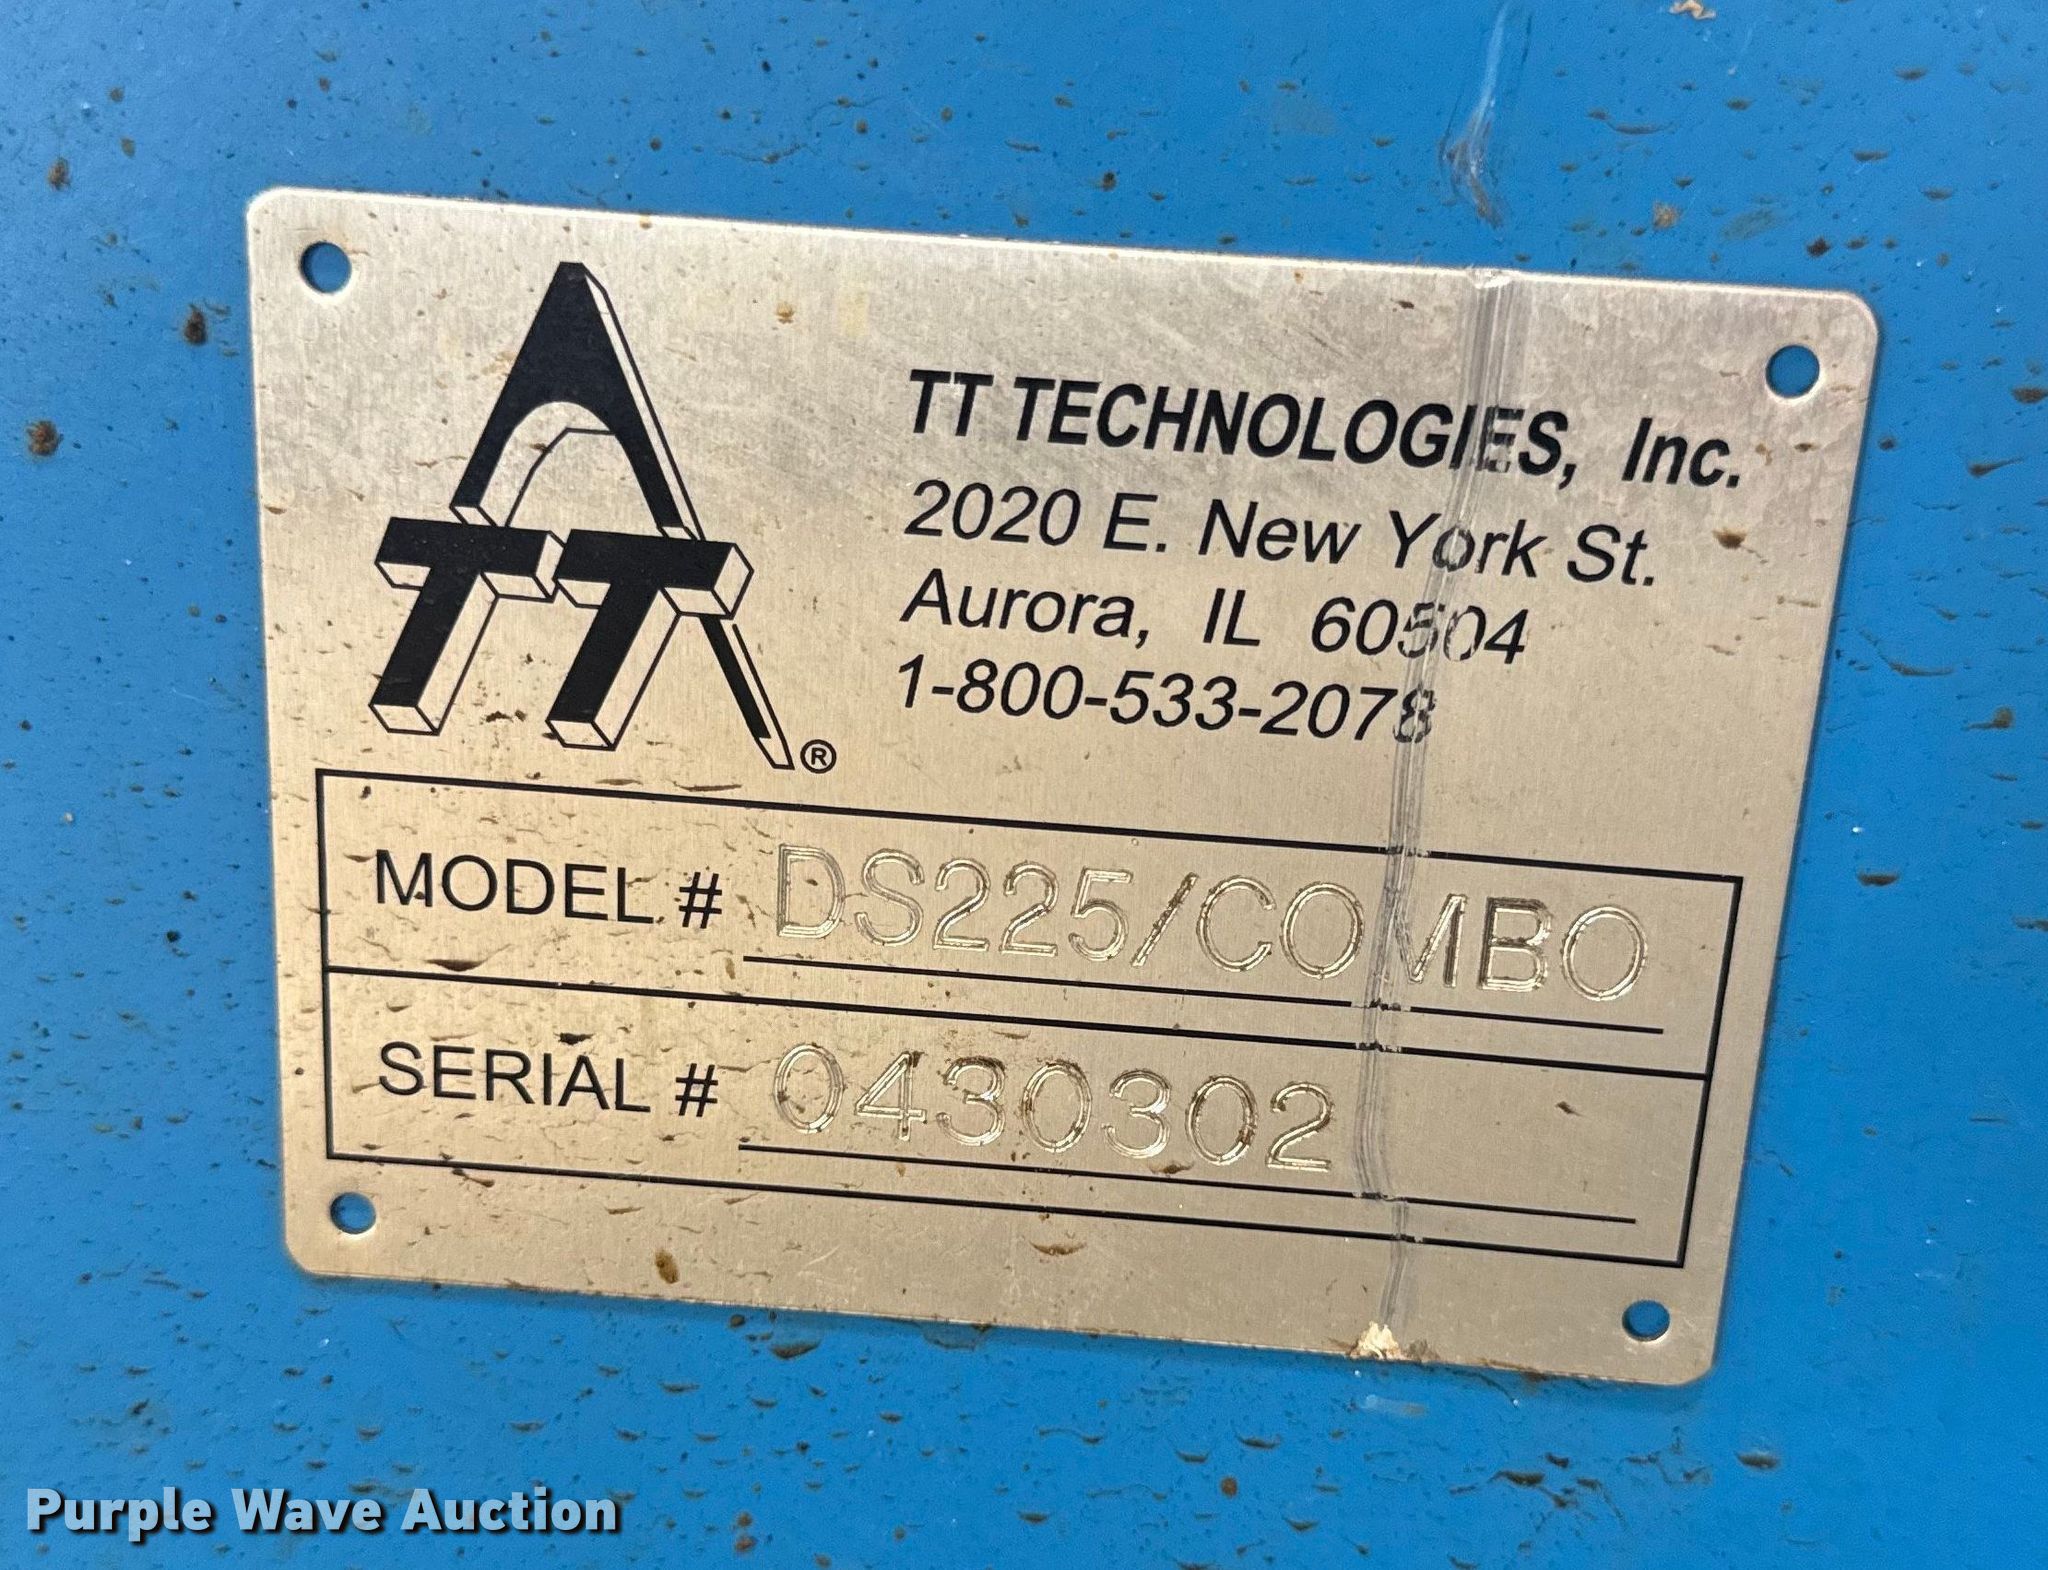 TT
®
TT TECHNOLOGIES, Inc.
2020 E. New York St.
Aurora, IL 60504
1-800-533-2078
MODEL # DS225/COMBO
SERIAL # 0430302
Purple Wave Auction